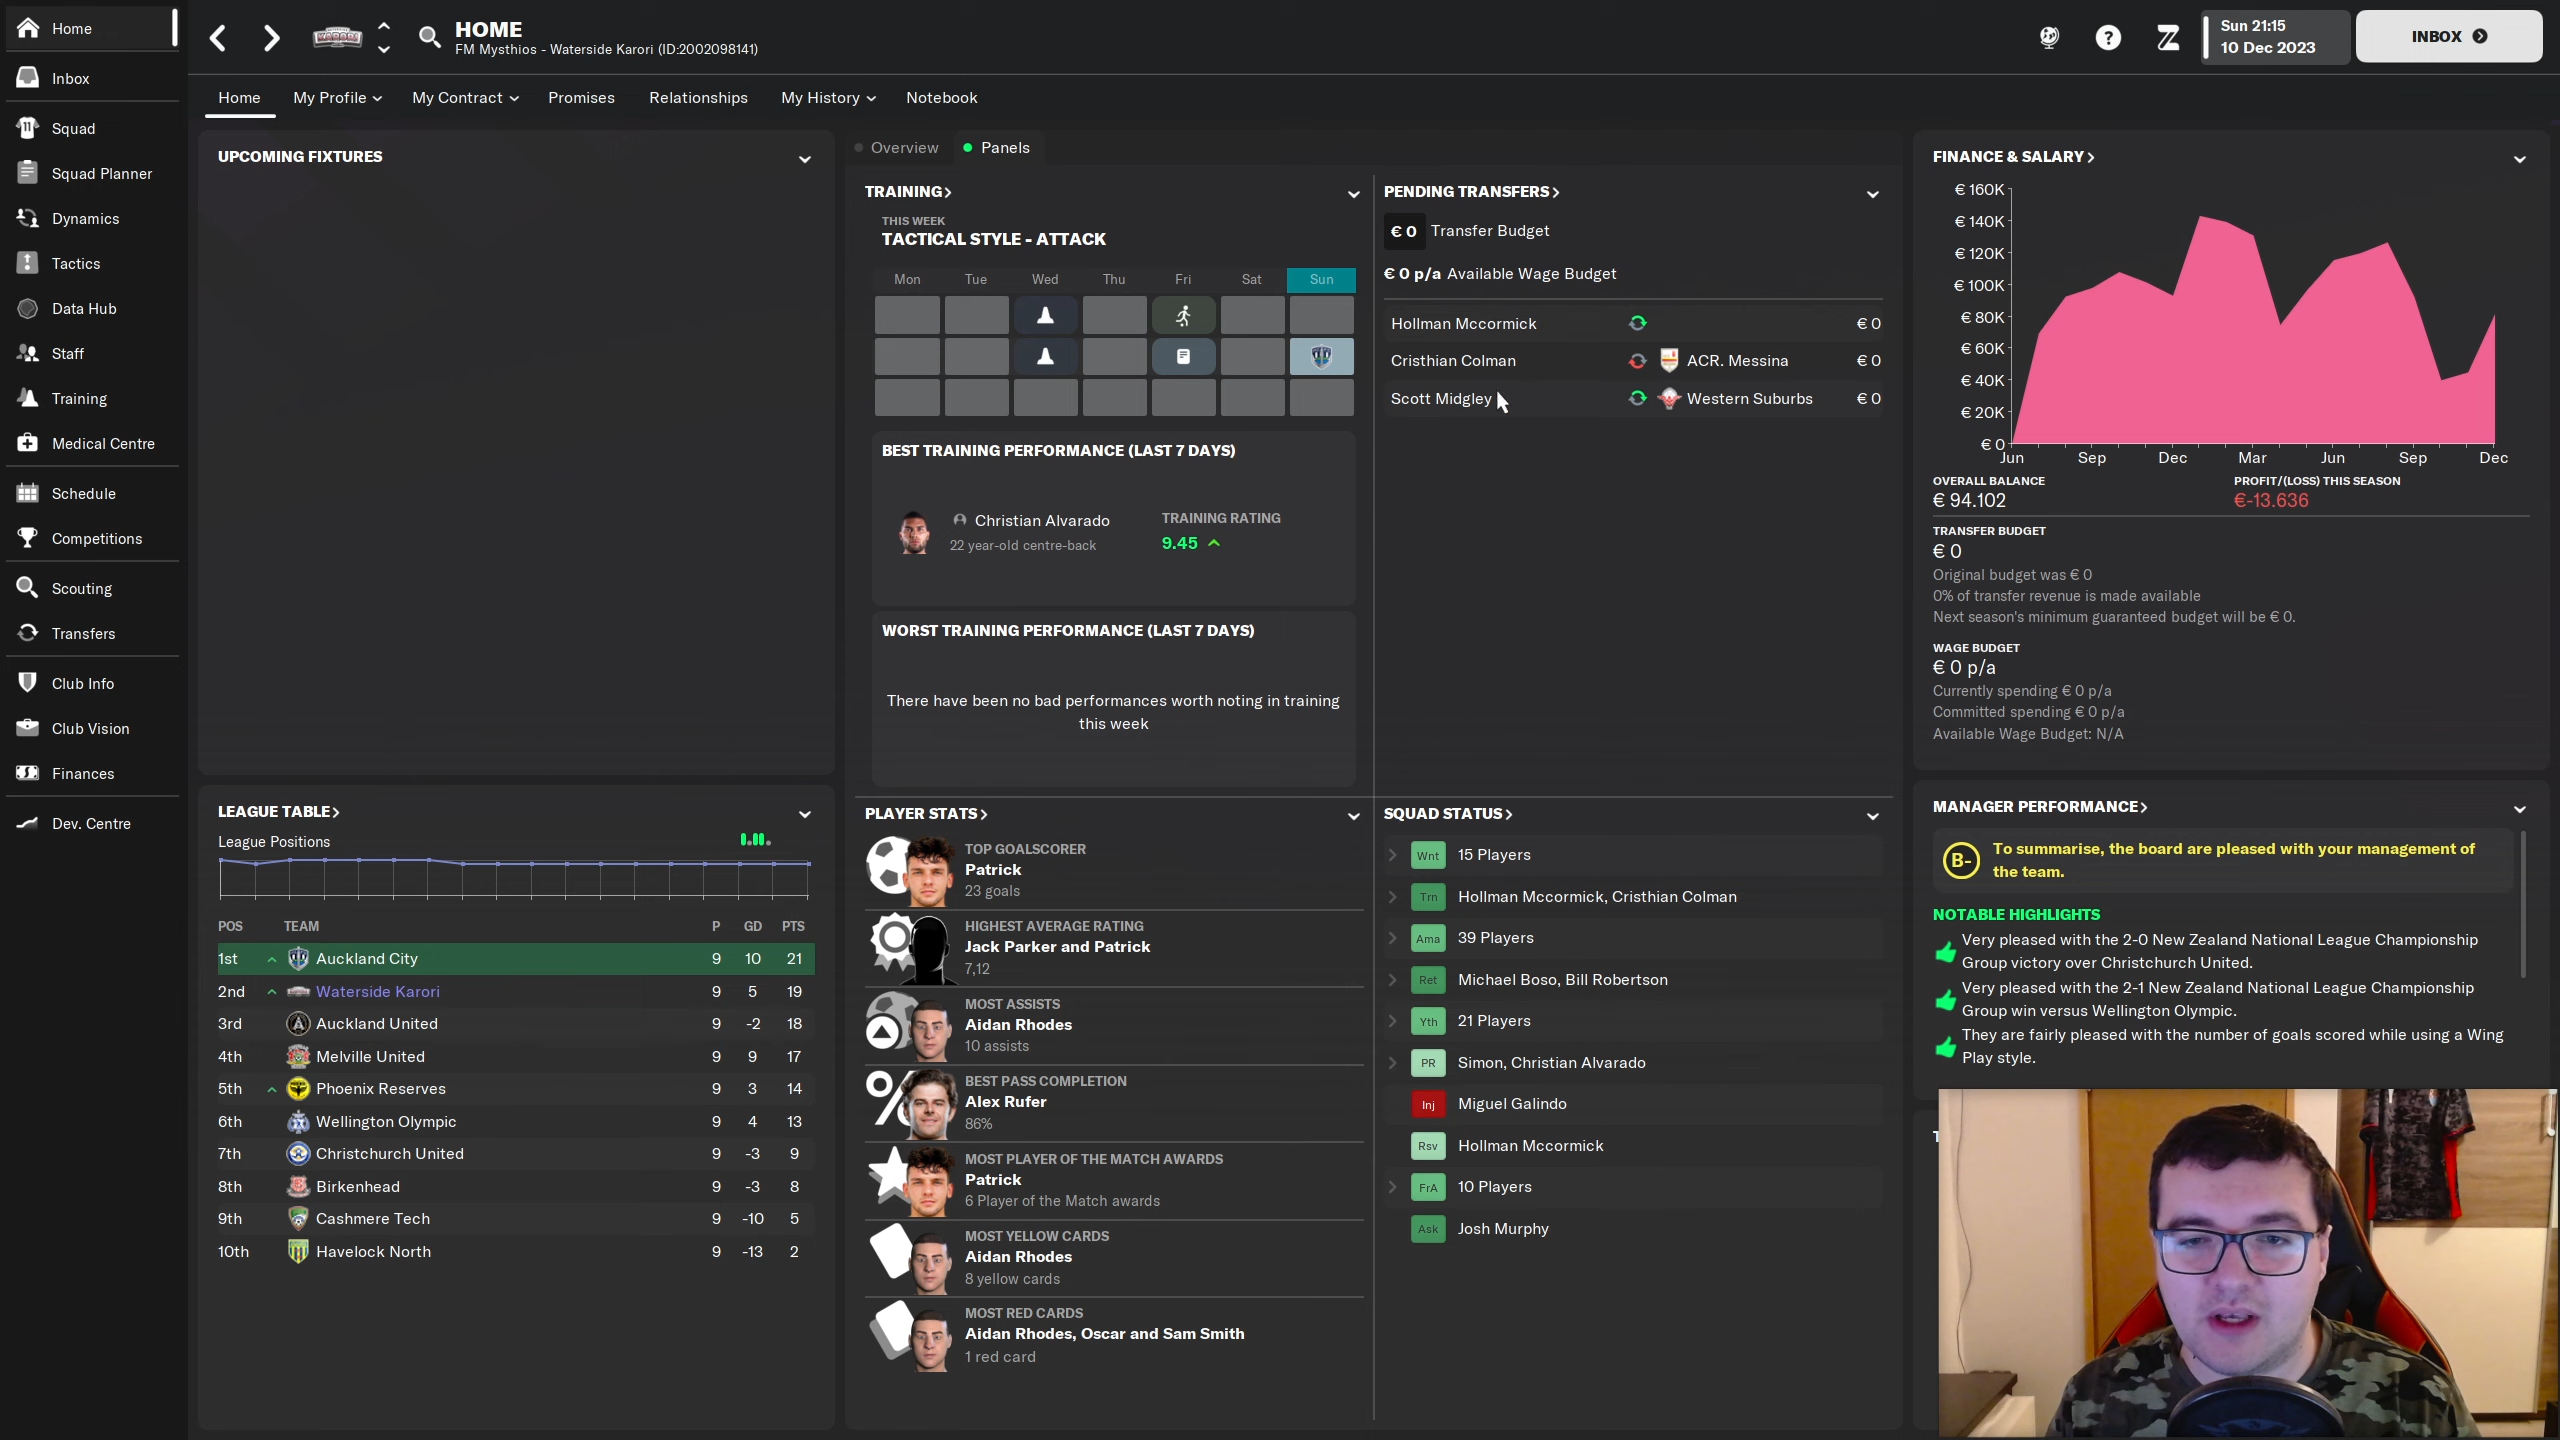 Home
Inbox
Squad
Squad Planner
Dynamics
Tactics
Data Hub
Staff
Training
Medical Centre
Schedule
Competitions
Scouting
Transfers
Club Info
Club Vision
Finances
Dev. Centre
HOME
FM Mysthios - Waterside Karori (ID:2002098141)
Sun 21:15
10 Dec 2023
INBOX
Home My Profile My Contract Promises Relationships My History Notebook
UPCOMING FIXTURES
LEAGUE TABLE
League Positions
POS TEAM P GD PTS
1st Auckland City 9 10 21
2nd Waterside Karori 9 5 19
3rd Auckland United 9 -2 18
4th Melville United 9 9 17
5th Phoenix Reserves 9 3 14
6th Wellington Olympic 9 4 13
7th Christchurch United 9 -3 9
8th Birkenhead 9 -3 8
9th Cashmere Tech 9 -10 5
10th Havelock North 9 -13 2
Overview Panels
TRAINING
THIS WEEK
TACTICAL STYLE - ATTACK
Mon Tue Wed Thu Fri Sat Sun
BEST TRAINING PERFORMANCE (LAST 7 DAYS)
Christian Alvarado
22 year-old centre-back
TRAINING RATING
9.45
WORST TRAINING PERFORMANCE (LAST 7 DAYS)
There have been no bad performances worth noting in training
this week
PENDING TRANSFERS
€ 0 Transfer Budget
€ 0 p/a Available Wage Budget
Hollman Mccormick € 0
Cristhian Colman ACR. Messina € 0
Scott Midgley Western Suburbs € 0
PLAYER STATS
TOP GOALSCORER
Patrick
23 goals
HIGHEST AVERAGE RATING
Jack Parker and Patrick
7,12
MOST ASSISTS
Aidan Rhodes
10 assists
BEST PASS COMPLETION
Alex Rufer
86%
MOST PLAYER OF THE MATCH AWARDS
Patrick
6 Player of the Match awards
MOST YELLOW CARDS
Aidan Rhodes
8 yellow cards
MOST RED CARDS
Aidan Rhodes, Oscar and Sam Smith
1 red card
SQUAD STATUS
Wnt 15 Players
Trn Hollman Mccormick, Cristhian Colman
Ama 39 Players
Ret Michael Boso, Bill Robertson
Yth 21 Players
PR Simon, Christian Alvarado
Inj Miguel Galindo
Rsv Hollman Mccormick
FrA 10 Players
Ask Josh Murphy
FINANCE & SALARY
€ 160K
€ 140K
€ 120K
€ 100K
€ 80K
€ 60K
€ 40K
€ 20K
€ 0
Jun Sep Dec Mar Jun Sep Dec
OVERALL BALANCE
€ 94.102
PROFIT/(LOSS) THIS SEASON
€-13.636
TRANSFER BUDGET
€ 0
Original budget was € 0
0% of transfer revenue is made available
Next season's minimum guaranteed budget will be € 0.
WAGE BUDGET
€ 0 p/a
Currently spending € 0 p/a
Committed spending € 0 p/a
Available Wage Budget: N/A
MANAGER PERFORMANCE
B-
To summarise, the board are pleased with your management of
the team.
NOTABLE HIGHLIGHTS
Very pleased with the 2-0 New Zealand National League Championship
Group victory over Christchurch United.
Very pleased with the 2-1 New Zealand National League Championship
Group win versus Wellington Olympic.
They are fairly pleased with the number of goals scored while using a Wing
Play style.